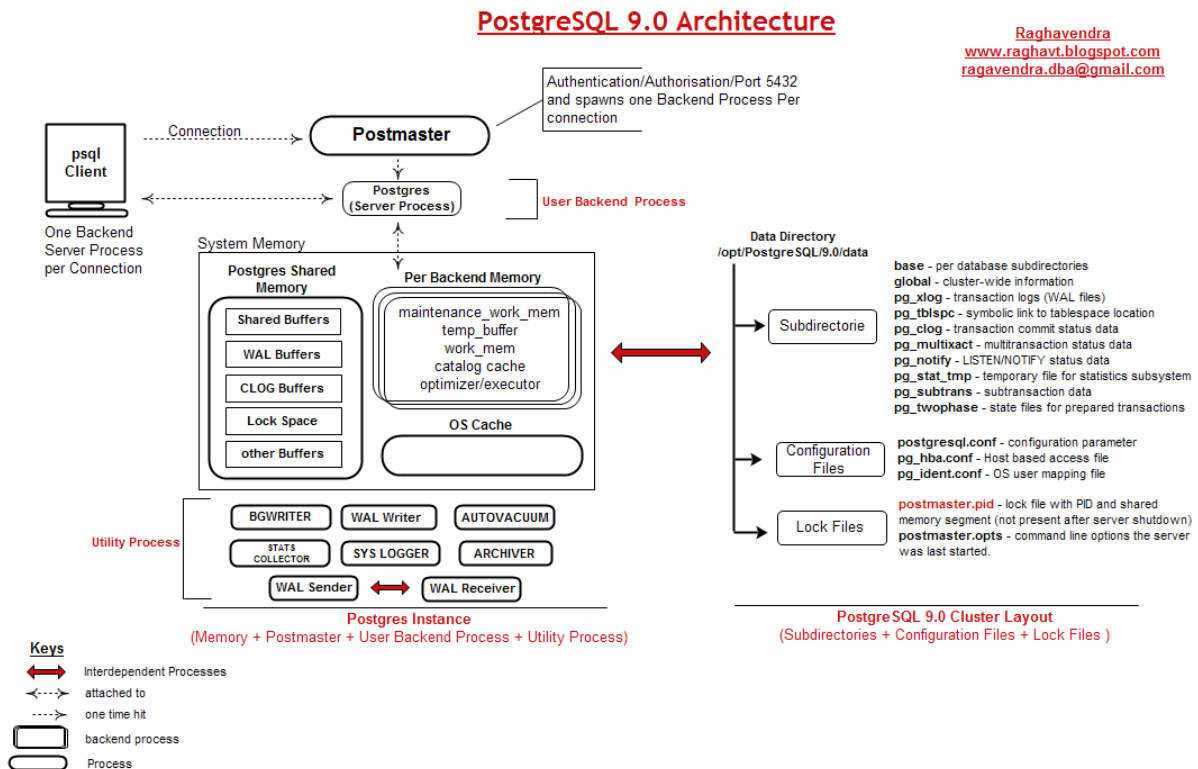 PostgreSQL 9.0 Architecture
Raghavendra
www.raghavt.blogspot.com
ragavendra.dba@gmail.com
Authentication/Authorisation/Port 5432
and spawns one Backend Process Per
connection
Connection
Postmaster
psql
Client
Postgres
(Server Process)
User Backend Process
One Backend
Server Process
per Connection
System Memory
Postgres Shared
Memory
Shared Buffers
WAL Buffers
CLOG Buffers
Lock Space
other Buffers
Per Backend Memory
maintenance_work_mem
temp_buffer
work_mem
catalog cache
optimizer/executor
OS Cache
Utility Process
BGWRITER
WAL Writer
AUTOVACUUM
STATS
COLLECTOR
SYS LOGGER
ARCHIVER
WAL Sender
WAL Receiver
Postgres Instance
(Memory + Postmaster + User Backend Process + Utility Process)
Data Directory
/opt/PostgreSQL/9.0/data
Subdirectorie
base - per database subdirectories
global - cluster-wide information
pg_xlog - transaction logs (WAL files)
pg_tblspc - symbolic link to tablespace location
pg_clog - transaction commit status data
pg_multixact - multitransaction status data
pg_notify - LISTEN/NOTIFY status data
pg_stat_tmp - temporary file for statistics subsystem
pg_subtrans - subtransaction data
pg_twophase - state files for prepared transactions
Configuration
Files
postgresql.conf - configuration parameter
pg_hba.conf - Host based access file
pg_ident.conf - OS user mapping file
Lock Files
postmaster.pid - lock file with PID and shared
memory segment (not present after server shutdown)
postmaster.opts - command line options the server
was last started.
PostgreSQL 9.0 Cluster Layout
(Subdirectories + Configuration Files + Lock Files )
Keys
Interdependent Processes
attached to
one time hit
backend process
Process